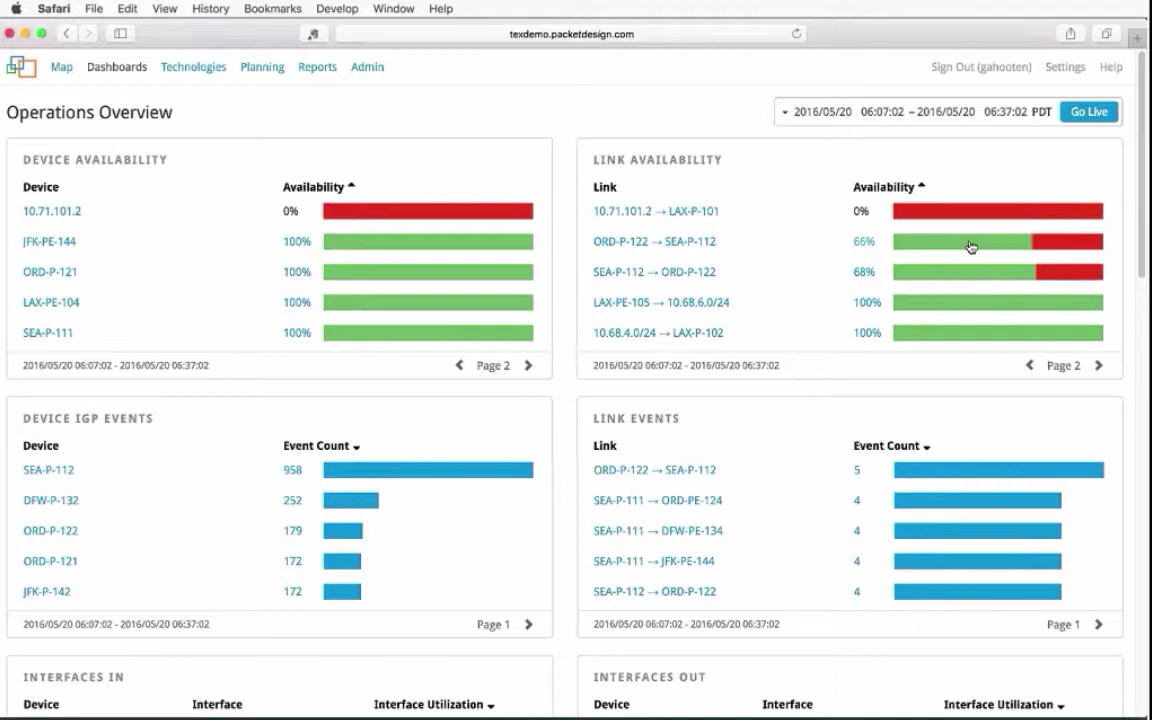 Safari File Edit View History Bookmarks Develop Window Help
texdemo.packetdesign.com
Map Dashboards Technologies Planning Reports Admin Sign Out (gahooten) Settings Help
Operations Overview
2016/05/20 06:07:02 – 2016/05/20 06:37:02 PDT Go Live
DEVICE AVAILABILITY
Device Availability
10.71.101.2 0%
JFK-PE-144 100%
ORD-P-121 100%
LAX-PE-104 100%
SEA-P-111 100%
2016/05/20 06:07:02 - 2016/05/20 06:37:02 Page 2
LINK AVAILABILITY
Link Availability
10.71.101.2 → LAX-P-101 0%
ORD-P-122 → SEA-P-112 66%
SEA-P-112 → ORD-P-122 68%
LAX-PE-105 → 10.68.6.0/24 100%
10.68.4.0/24 → LAX-P-102 100%
2016/05/20 06:07:02 - 2016/05/20 06:37:02 Page 2
DEVICE IGP EVENTS
Device Event Count
SEA-P-112 958
DFW-P-132 252
ORD-P-122 179
ORD-P-121 172
JFK-P-142 172
2016/05/20 06:07:02 - 2016/05/20 06:37:02 Page 1
LINK EVENTS
Link Event Count
ORD-P-122 → SEA-P-112 5
SEA-P-111 → ORD-PE-124 4
SEA-P-111 → DFW-PE-134 4
SEA-P-111 → JFK-PE-144 4
SEA-P-112 → ORD-P-122 4
2016/05/20 06:07:02 - 2016/05/20 06:37:02 Page 1
INTERFACES IN
Device Interface Interface Utilization
INTERFACES OUT
Device Interface Interface Utilization